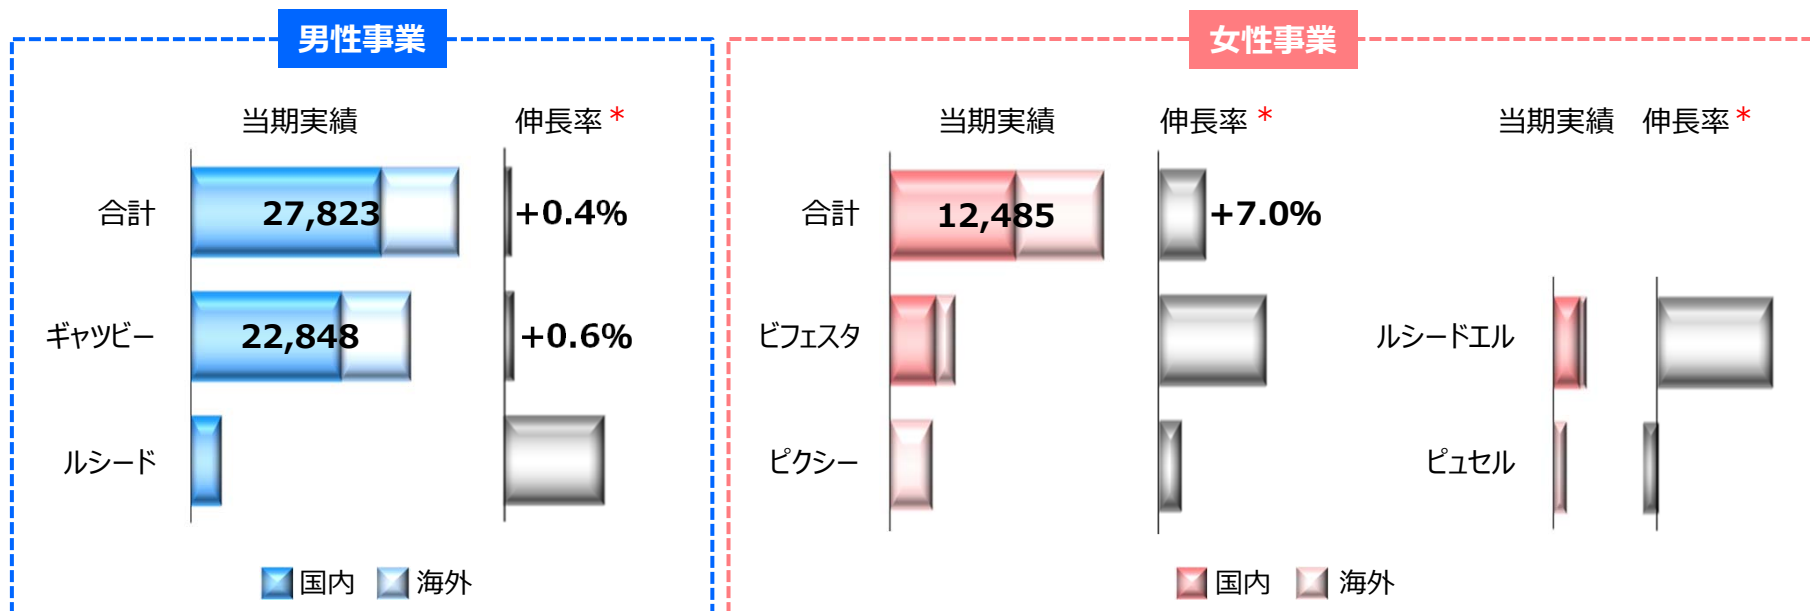 男性事業
当期実績 伸長率*
合計 27,823 +0.4%
ギャツビー 22,848 +0.6%
ルシード
国内 海外
女性事業
当期実績 伸長率* 当期実績 伸長率*
合計 12,485 +7.0%
ビフェスタ ルシードエル
ピクシー ピュセル
国内 海外